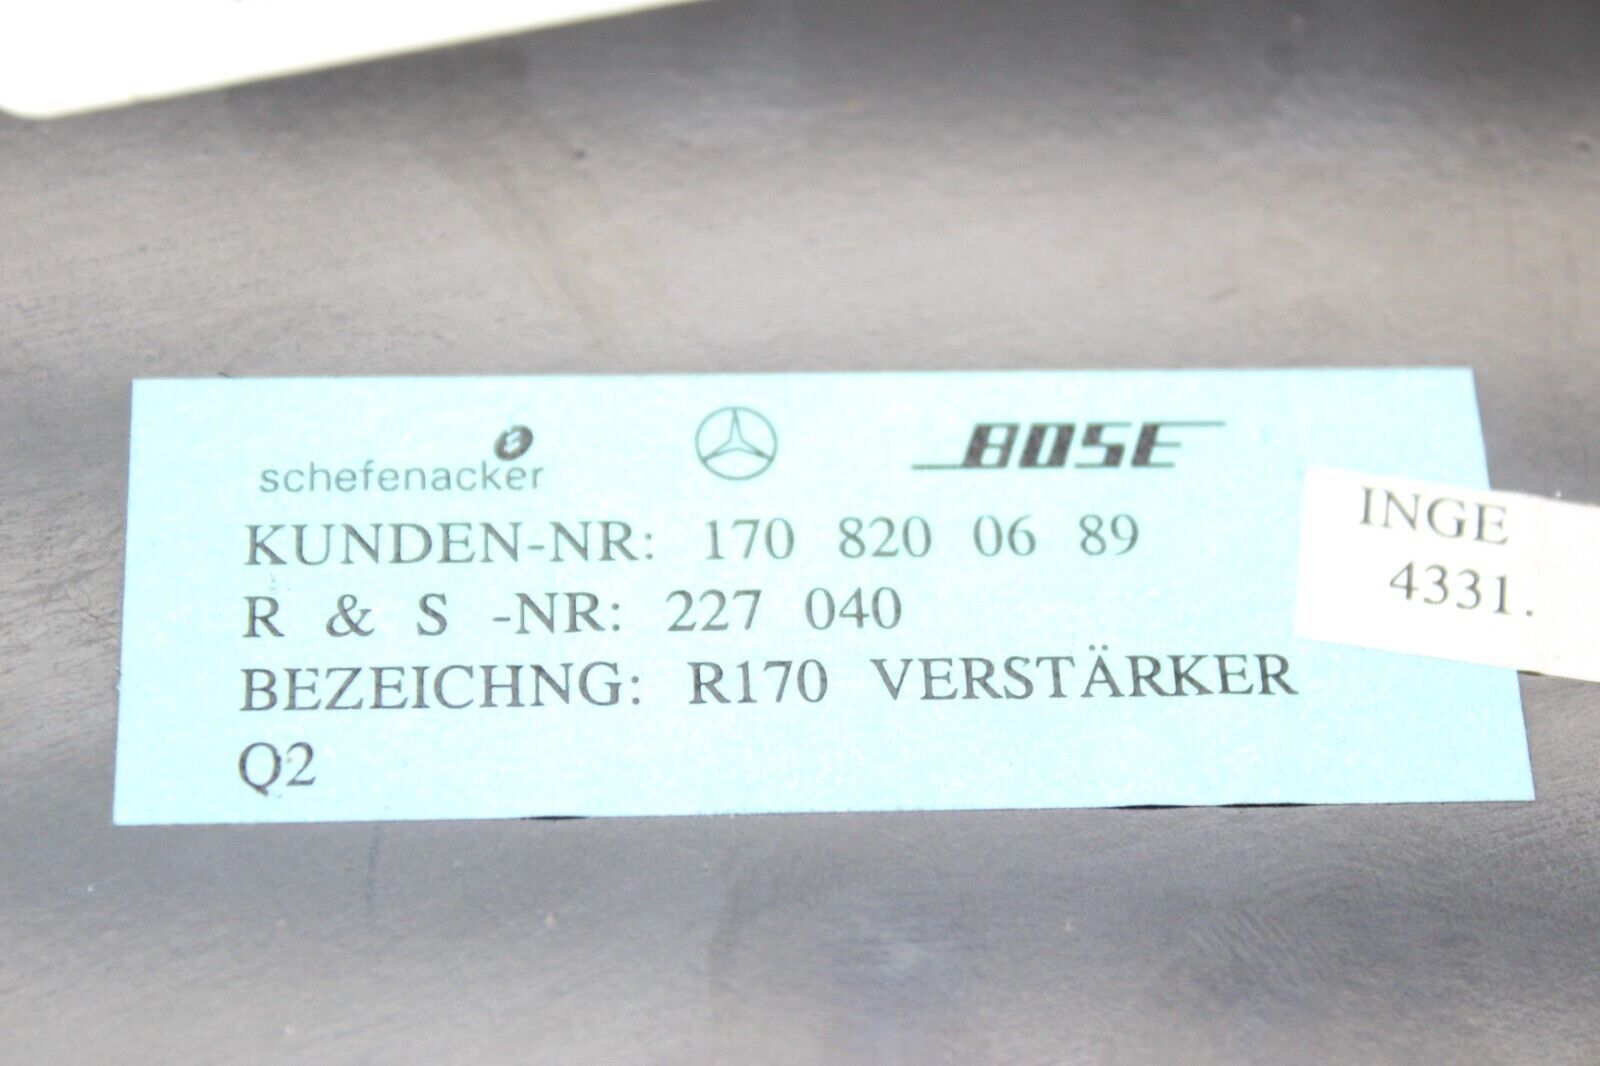 schefenacker BOSE
KUNDEN-NR: 170 820 06 89
R & S -NR: 227 040
BEZEICHNG: R170 VERSTÄRKER
Q2
INGE
4331.